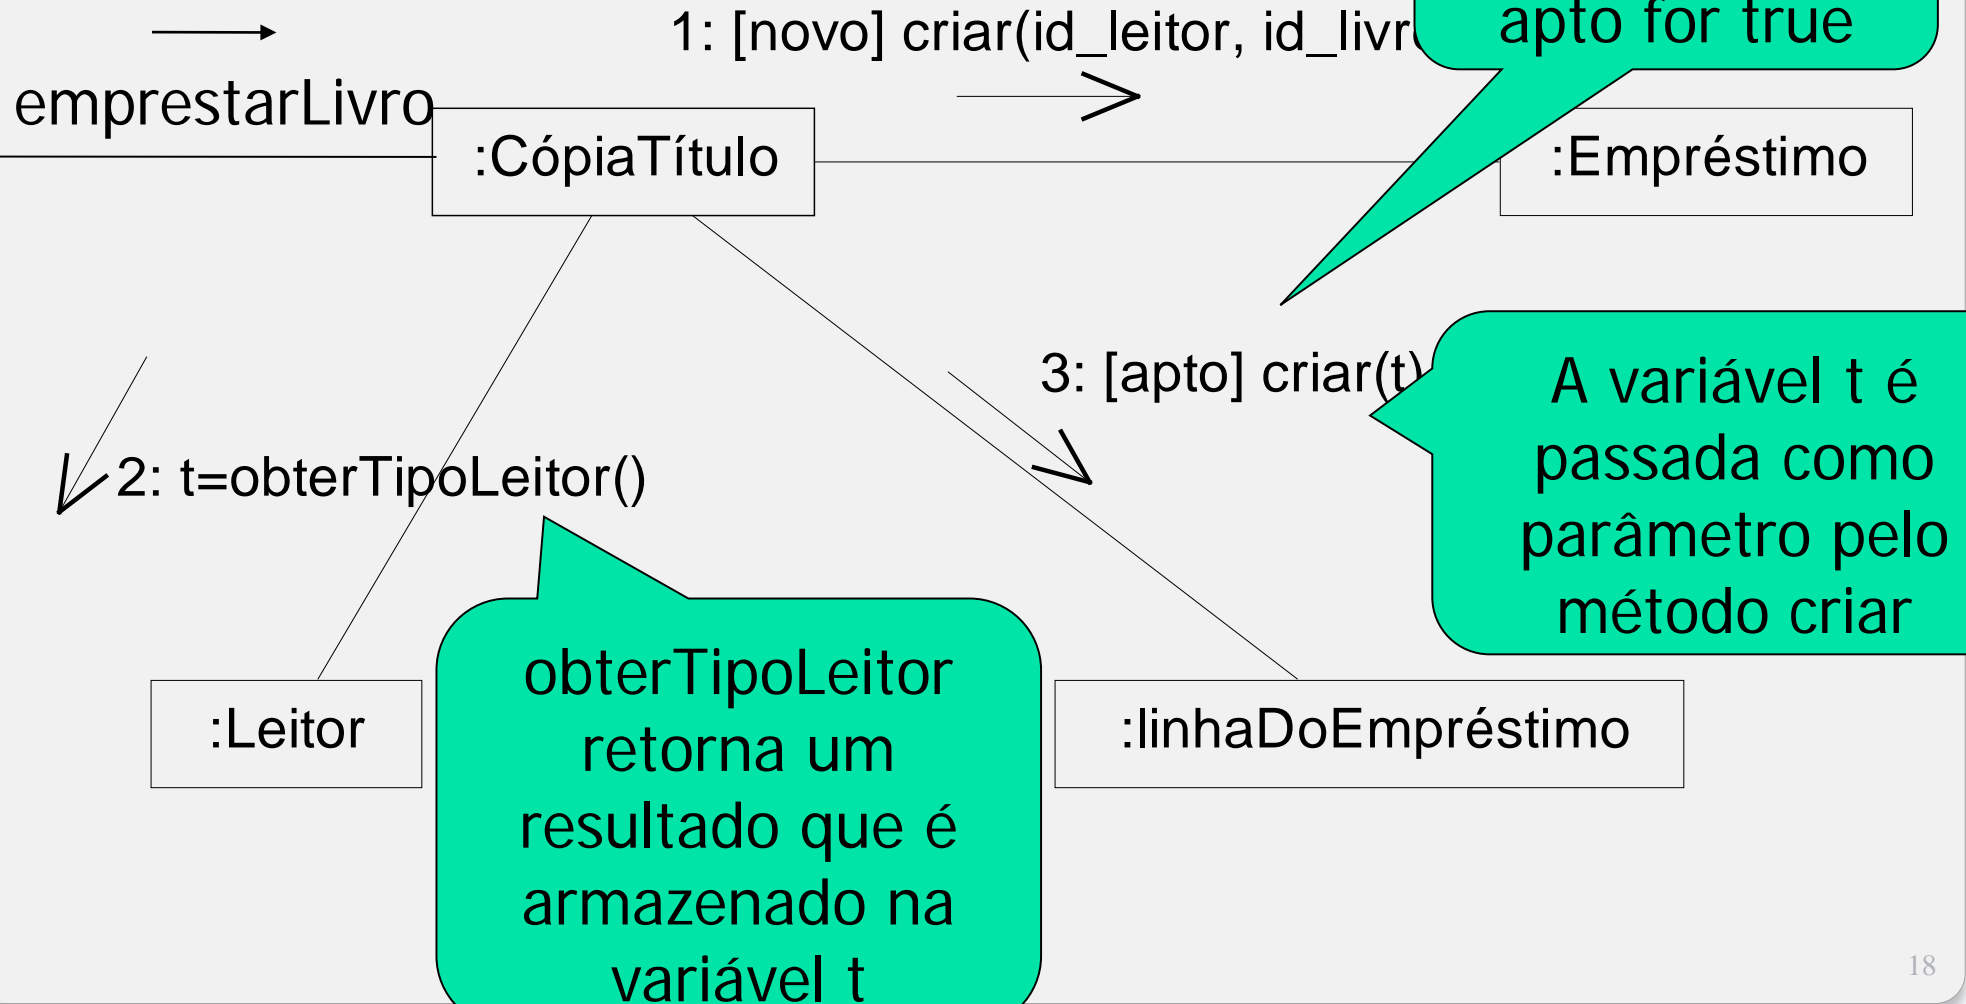 1: [novo] criar(id_leitor, id_livr
apto for true
emprestarLivro
:CópiaTítulo
:Empréstimo
3: [apto] criar(t)
A variável t é
passada como
parâmetro pelo
método criar
2: t=obterTipoLeitor()
obterTipoLeitor
retorna um
resultado que é
armazenado na
variável t
:Leitor
:linhaDoEmpréstimo
18